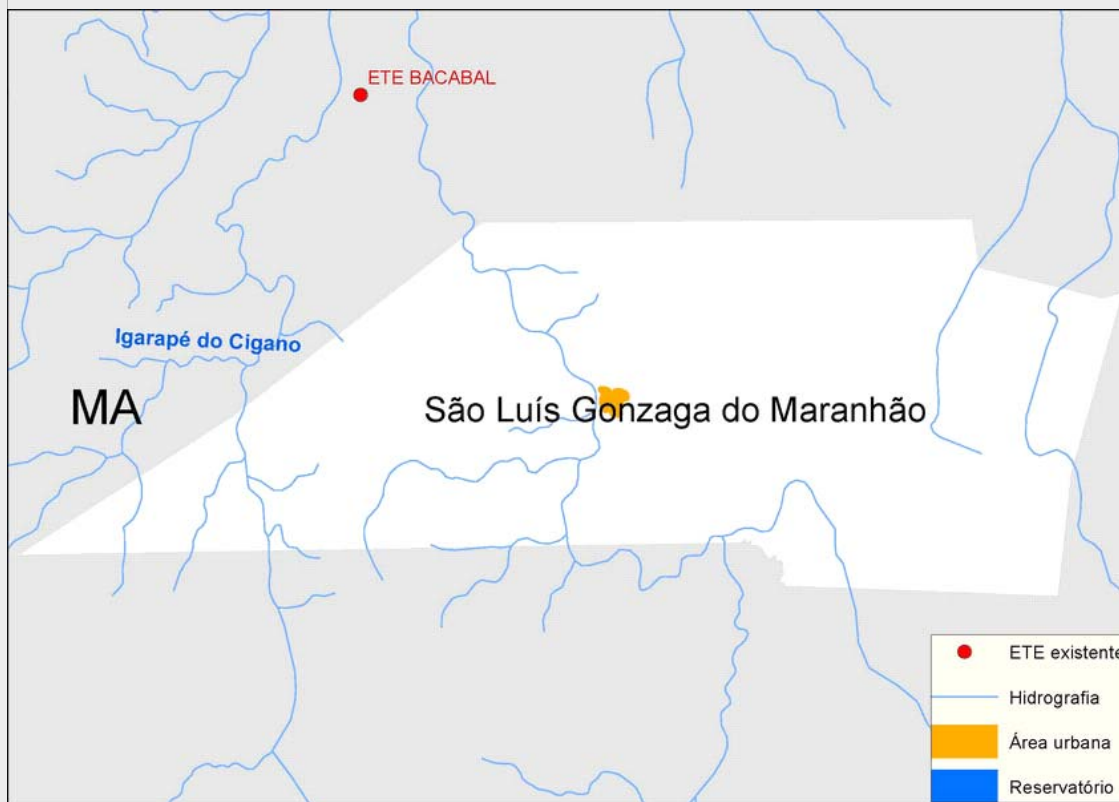 ETE BACABAL
Igarapé do Cigano
MA
São Luís Gonzaga do Maranhão
ETE existente
Hidrografia
Área urbana
Reservatório